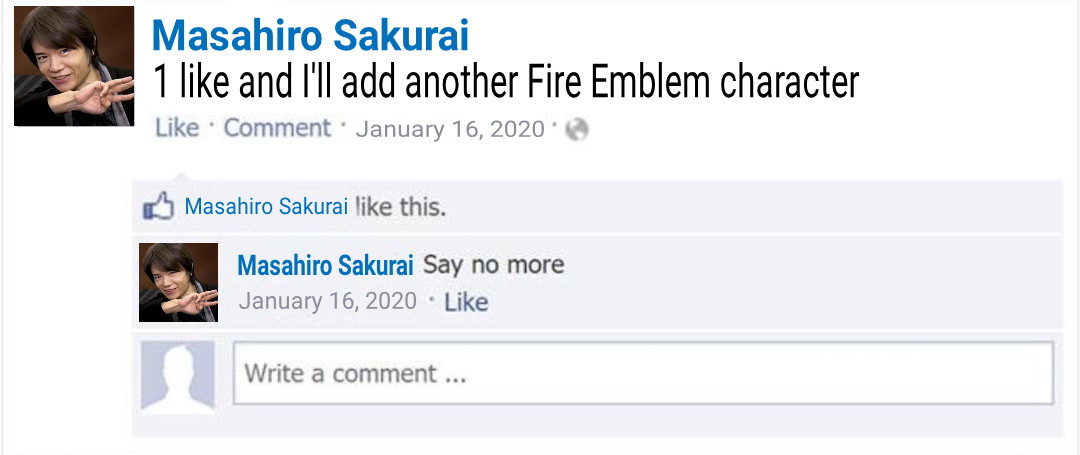 Masahiro Sakurai
1 like and I'll add another Fire Emblem character
Like · Comment · January 16, 2020 ·
Masahiro Sakurai like this.
Masahiro Sakurai Say no more
January 16, 2020 · Like
Write a comment ...